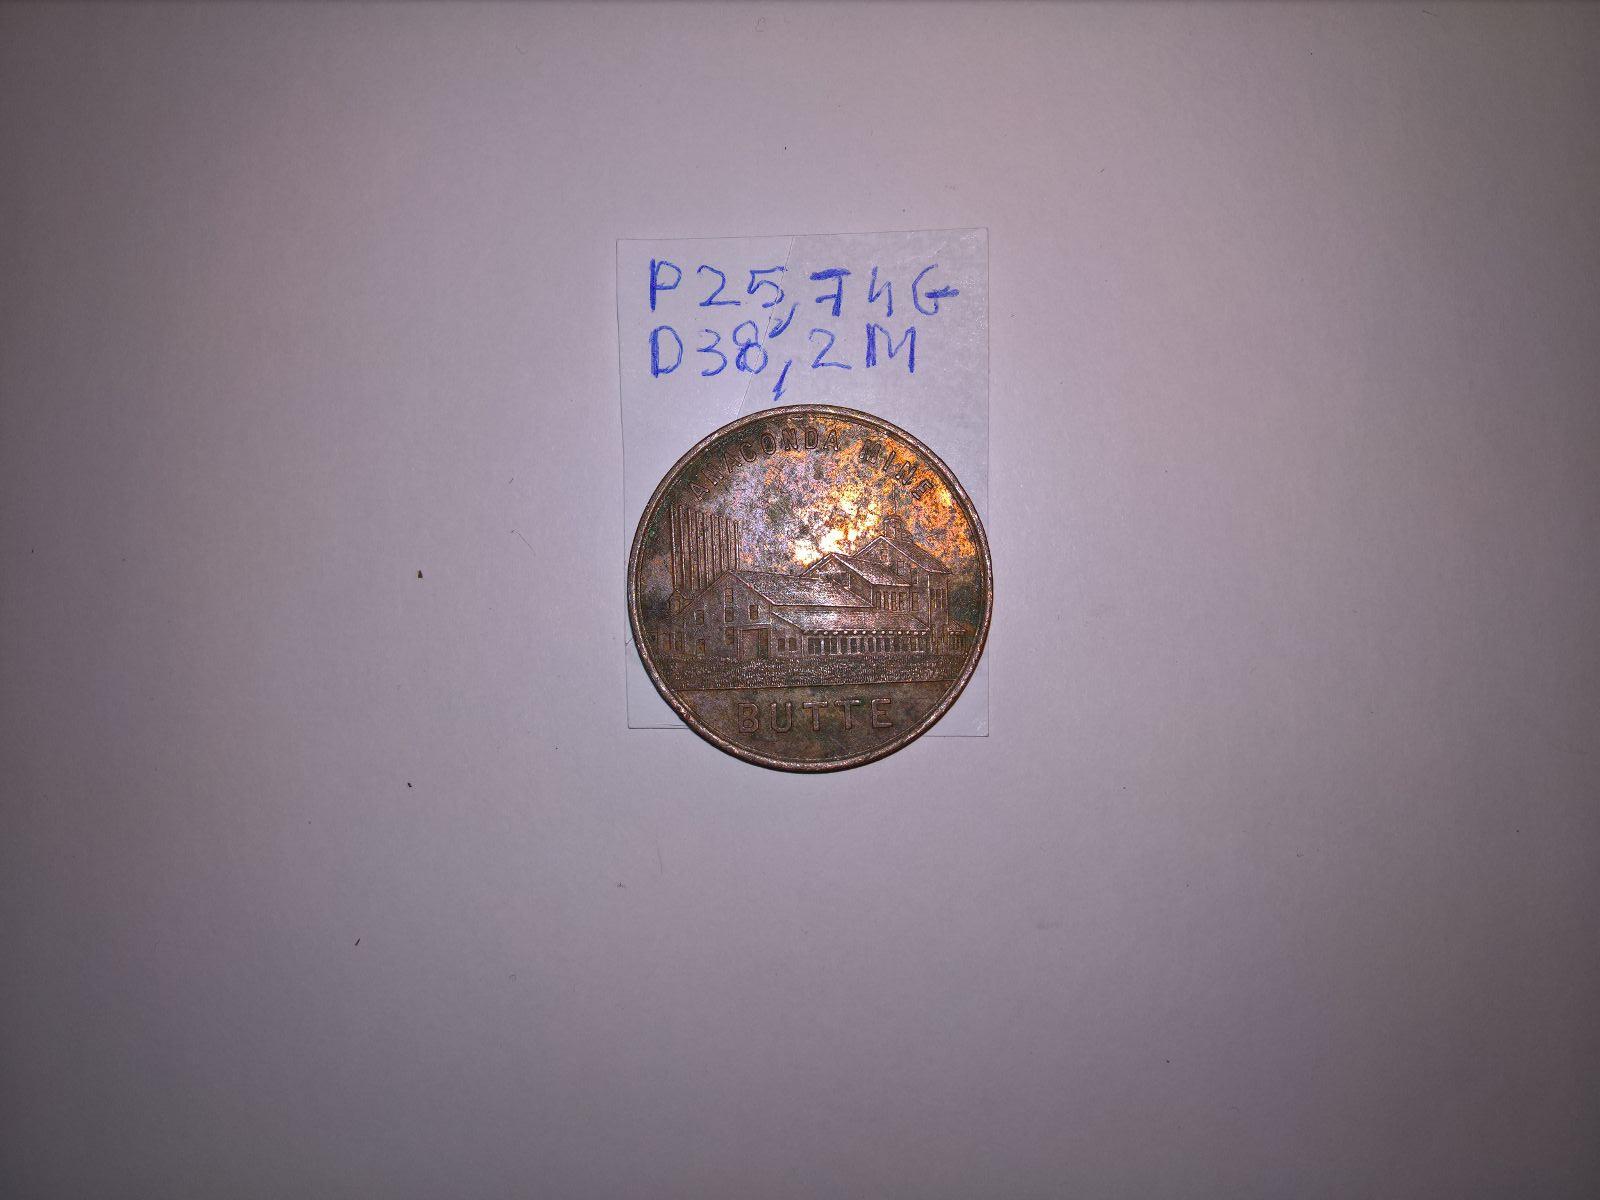 P25,74G
D38,2M
ANACONDA MINE
BUTTE